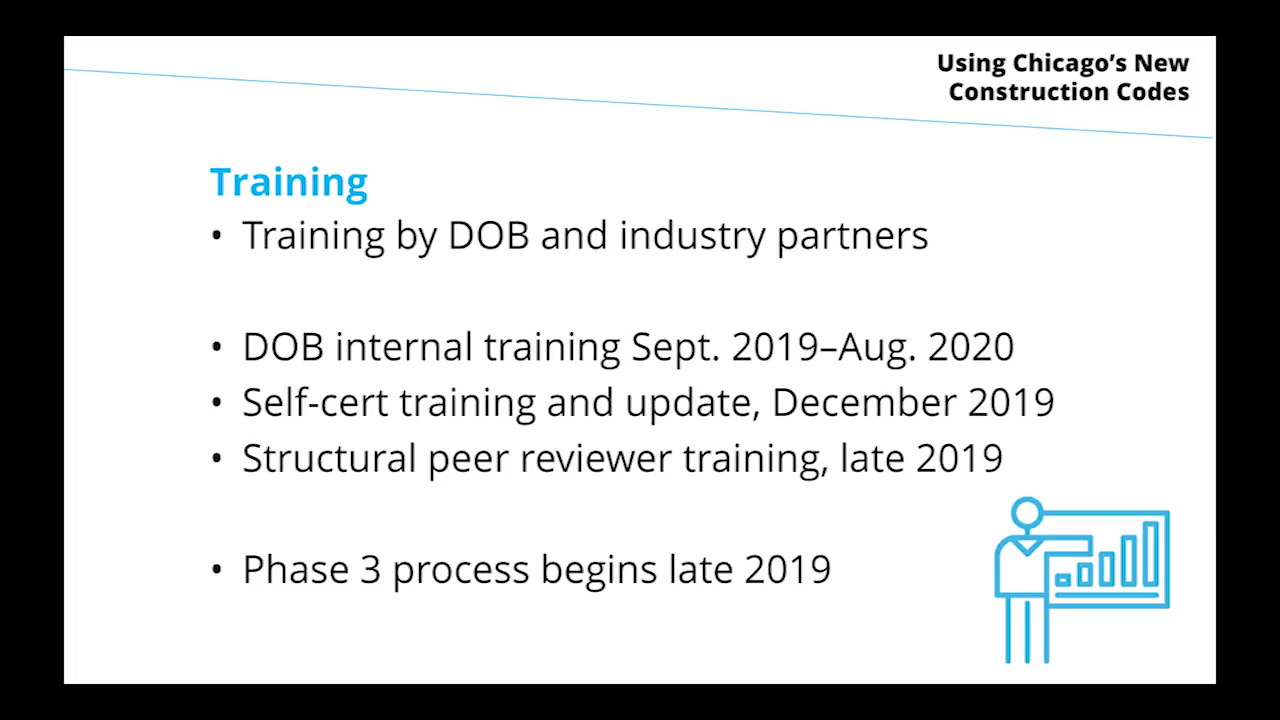 Using Chicago’s New
Construction Codes
Training
• Training by DOB and industry partners
• DOB internal training Sept. 2019–Aug. 2020
• Self-cert training and update, December 2019
• Structural peer reviewer training, late 2019
• Phase 3 process begins late 2019